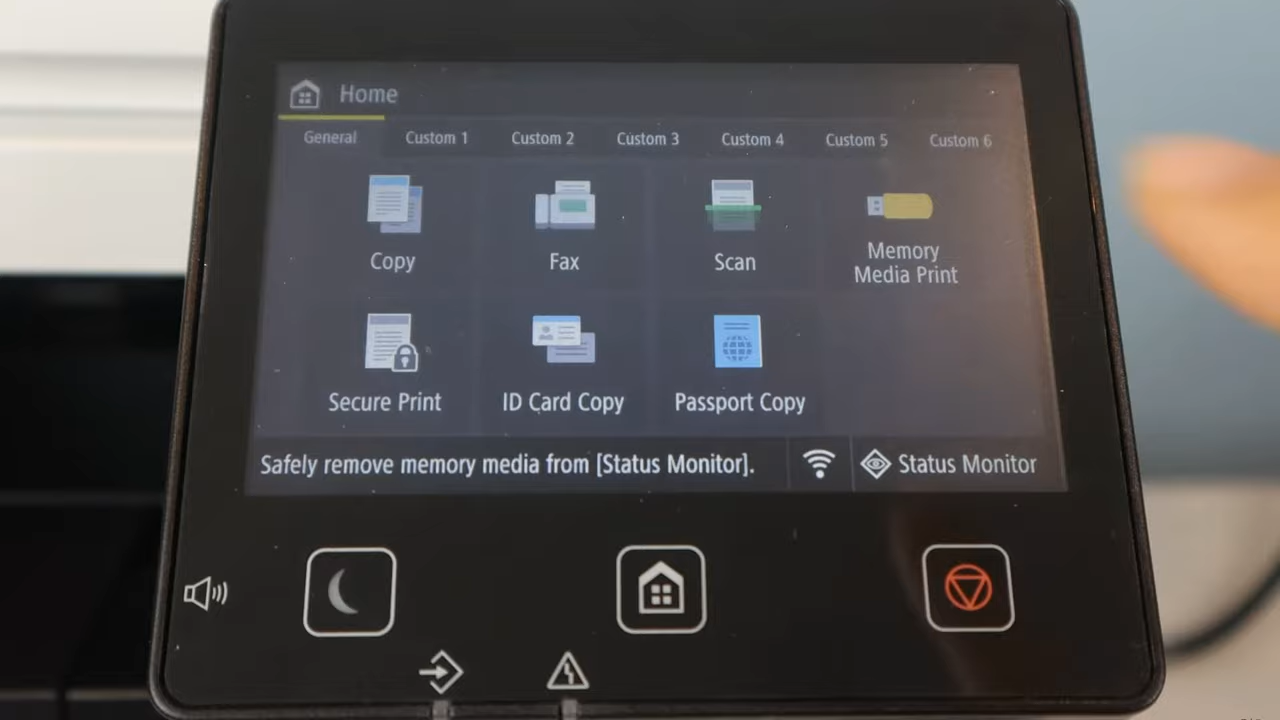 Home
General Custom 1 Custom 2 Custom 3 Custom 4 Custom 5 Custom 6
Copy Fax Scan Memory
Media Print
Secure Print ID Card Copy Passport Copy
Safely remove memory media from [Status Monitor]. Status Monitor